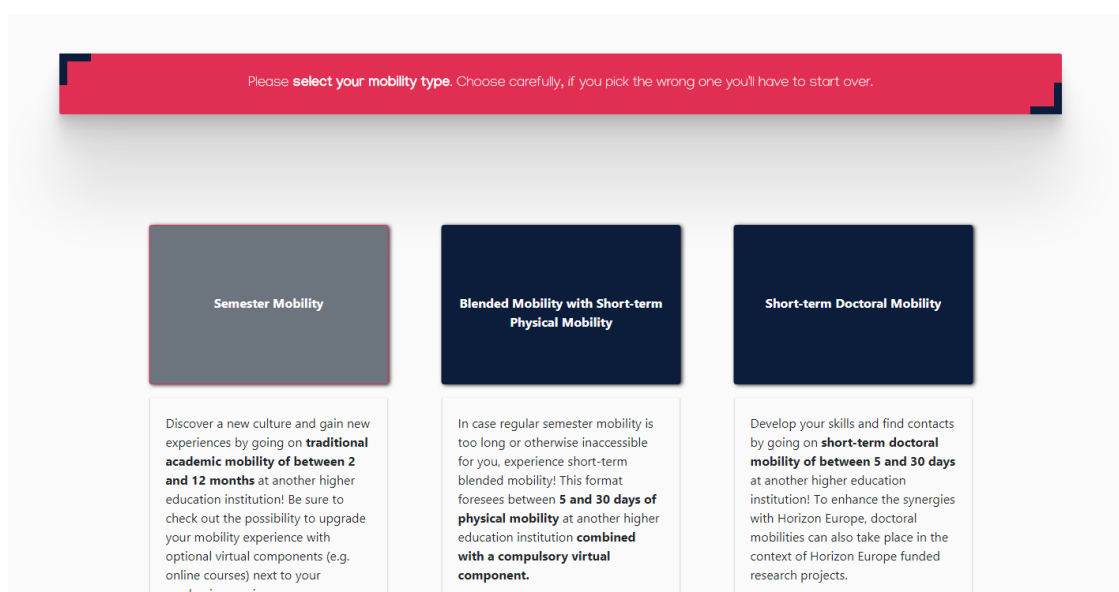 Please select your mobility type. Choose carefully, if you pick the wrong one you'll have to start over.
Semester Mobility
Blended Mobility with Short-term
Physical Mobility
Short-term Doctoral Mobility
Discover a new culture and gain new
experiences by going on traditional
academic mobility of between 2
and 12 months at another higher
education institution! Be sure to
check out the possibility to upgrade
your mobility experience with
optional virtual components (e.g.
online courses) next to your
In case regular semester mobility is
too long or otherwise inaccessible
for you, experience short-term
blended mobility! This format
foresees between 5 and 30 days of
physical mobility at another higher
education institution combined
with a compulsory virtual
component.
Develop your skills and find contacts
by going on short-term doctoral
mobility of between 5 and 30 days
at another higher education
institution! To enhance the synergies
with Horizon Europe, doctoral
mobilities can also take place in the
context of Horizon Europe funded
research projects.